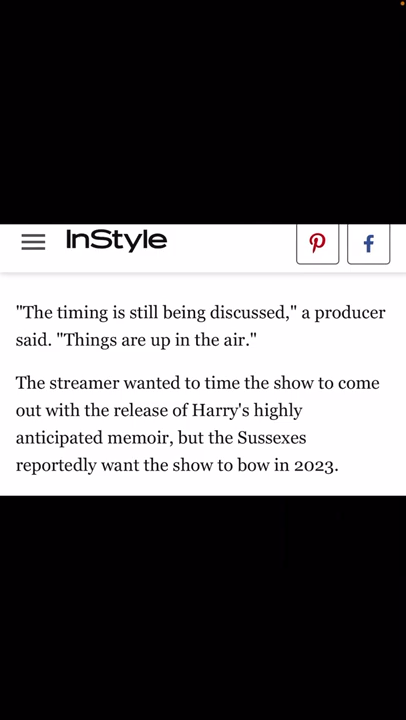 InStyle
"The timing is still being discussed," a producer
said. "Things are up in the air."
The streamer wanted to time the show to come
out with the release of Harry's highly
anticipated memoir, but the Sussexes
reportedly want the show to bow in 2023.